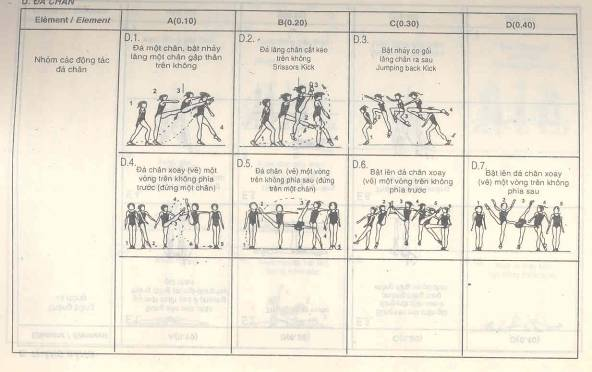 D. ĐÁ CHÂN
Elément / Element
A(0.10)
B(0.20)
C(0.30)
D(0.40)
Nhóm các động tác
đá chân
D.1.
Đá một chân, bật nhảy
lăng một chân gập thân
trên không
D.2.
Đá lăng chân cắt kéo
trên không
Srissors Kick
D.3.
Bật nhảy co gối
lăng chân ra sau
Jumping back Kick
D.4.
Đá chân xoay (vẽ) một
vòng trên không phía
trước (đứng một chân)
D.5.
Đá chân (vẽ) một vòng
trên không phía sau (đứng
trên một chân)
D.6.
Bật lên đá chân xoay
(vẽ) một vòng trên không
phía trước
D.7.
Bật lên đá chân xoay
(vẽ) một vòng trên không
phía sau